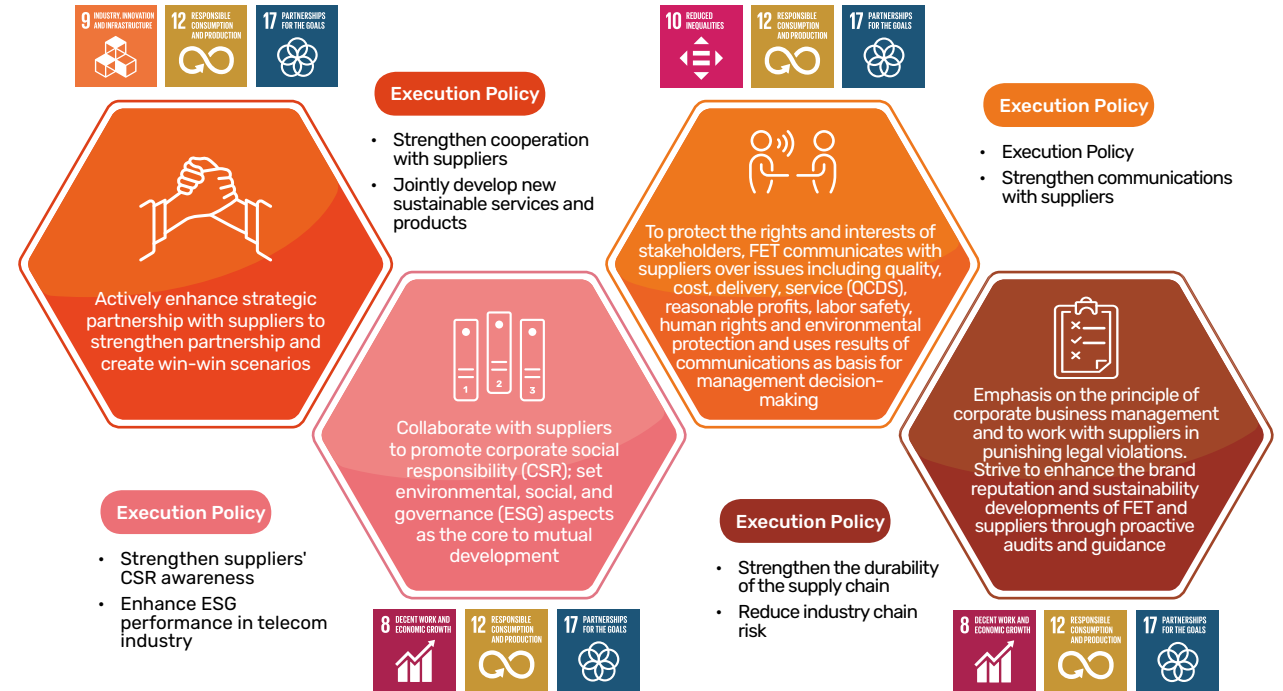 9 INDUSTRY, INNOVATION
AND INFRASTRUCTURE
12 RESPONSIBLE
CONSUMPTION
AND PRODUCTION
17 PARTNERSHIPS
FOR THE GOALS
Actively enhance strategic
partnership with suppliers to
strengthen partnership and
create win-win scenarios
Execution Policy
• Strengthen cooperation
with suppliers
• Jointly develop new
sustainable services and
products
1
2
3
Collaborate with suppliers
to promote corporate social
responsibility (CSR); set
environmental, social, and
governance (ESG) aspects
as the core to mutual
development
Execution Policy
• Strengthen suppliers'
CSR awareness
• Enhance ESG
performance in telecom
industry
8 DECENT WORK AND
ECONOMIC GROWTH
12 RESPONSIBLE
CONSUMPTION
AND PRODUCTION
17 PARTNERSHIPS
FOR THE GOALS
10 REDUCED
INEQUALITIES
12 RESPONSIBLE
CONSUMPTION
AND PRODUCTION
17 PARTNERSHIPS
FOR THE GOALS
To protect the rights and interests of
stakeholders, FET communicates with
suppliers over issues including quality,
cost, delivery, service (QCDS),
reasonable profits, labor safety,
human rights and environmental
protection and uses results of
communications as basis for
management decision-
making
Execution Policy
• Execution Policy
• Strengthen communications
with suppliers
Emphasis on the principle of
corporate business management
and to work with suppliers in
punishing legal violations.
Strive to enhance the brand
reputation and sustainability
developments of FET and
suppliers through proactive
audits and guidance
Execution Policy
• Strengthen the durability
of the supply chain
• Reduce industry chain
risk
8 DECENT WORK AND
ECONOMIC GROWTH
12 RESPONSIBLE
CONSUMPTION
AND PRODUCTION
17 PARTNERSHIPS
FOR THE GOALS